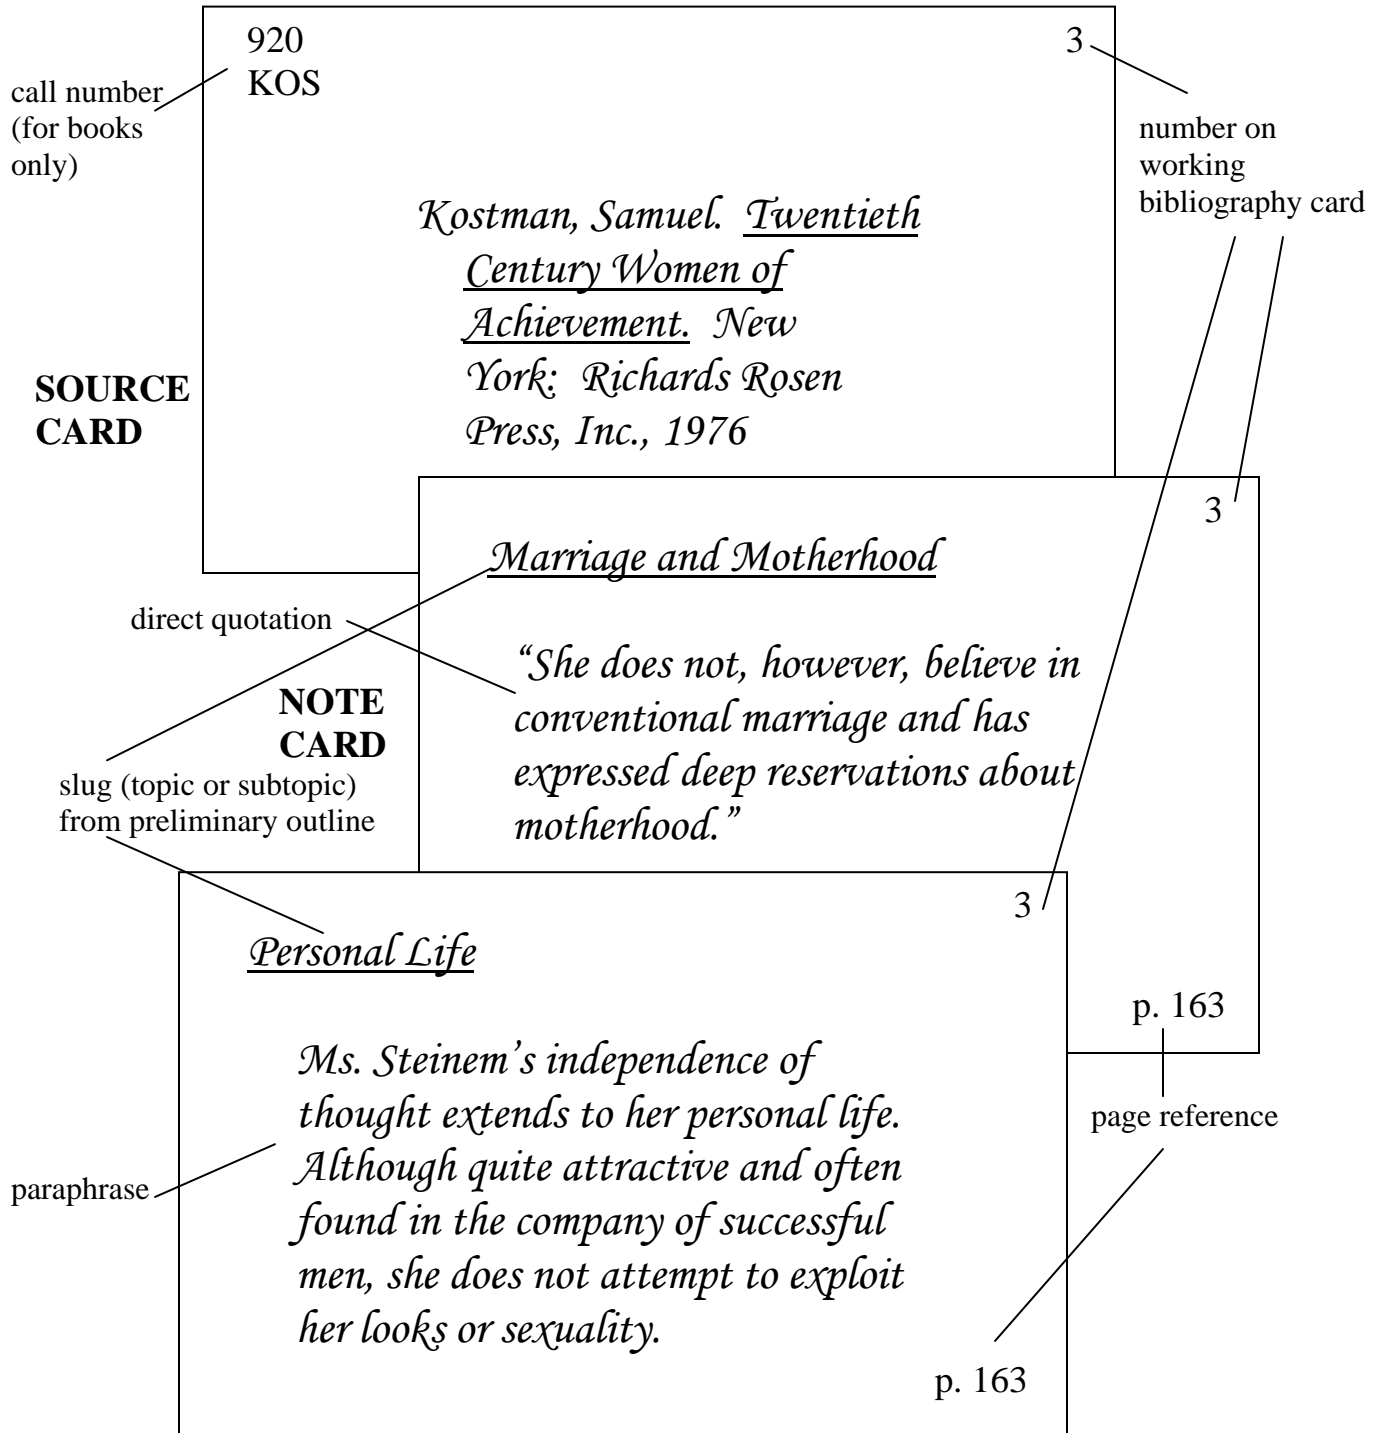 920
KOS
3
call number
(for books
only)
number on
working
bibliography card
Kostman, Samuel. Twentieth
Century Women of
Achievement. New
York: Richards Rosen
Press, Inc., 1976
SOURCE
CARD
3
Marriage and Motherhood
direct quotation
“She does not, however, believe in
conventional marriage and has
expressed deep reservations about
motherhood.”
NOTE
CARD
slug (topic or subtopic)
from preliminary outline
p. 163
3
Personal Life
Ms. Steinem’s independence of
thought extends to her personal life.
Although quite attractive and often
found in the company of successful
men, she does not attempt to exploit
her looks or sexuality.
page reference
paraphrase
p. 163